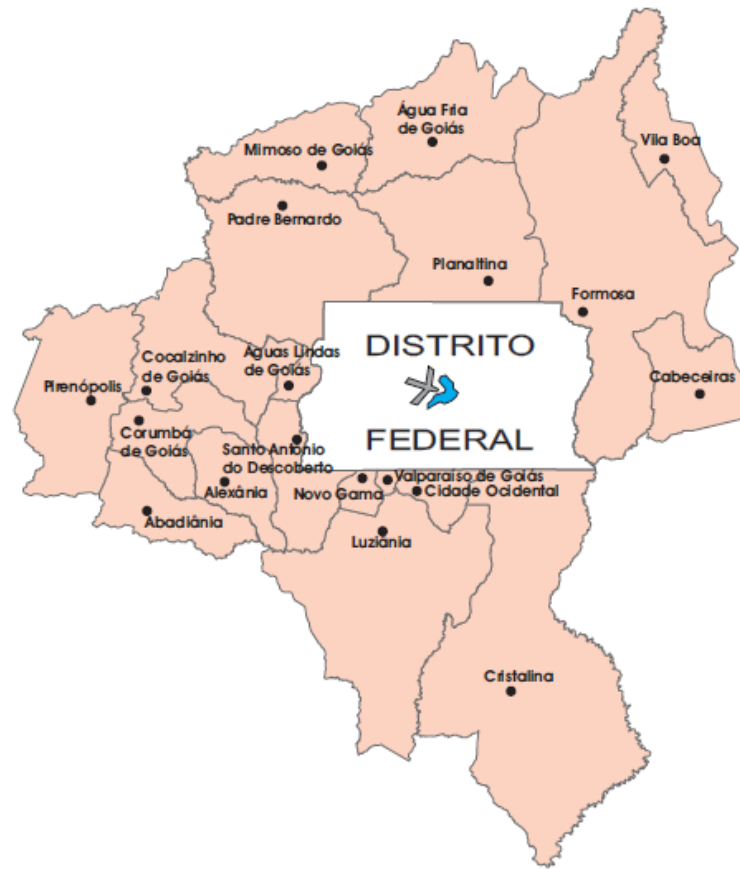 Água Fria
de Goiás
Mimoso de Goiás
Vila Boa
Padre Bernardo
Planaltina
Formosa
DISTRITO
FEDERAL
Águas Lindas
de Goiás
Cocalzinho
de Goiás
Pirenópolis
Cabeceiras
Corumbá
de Goiás
Santo Antônio
do Descoberto
Alexânia
Novo Gama
Valparaíso de Goiás
Cidade Ocidental
Abadiânia
Luziânia
Cristalina